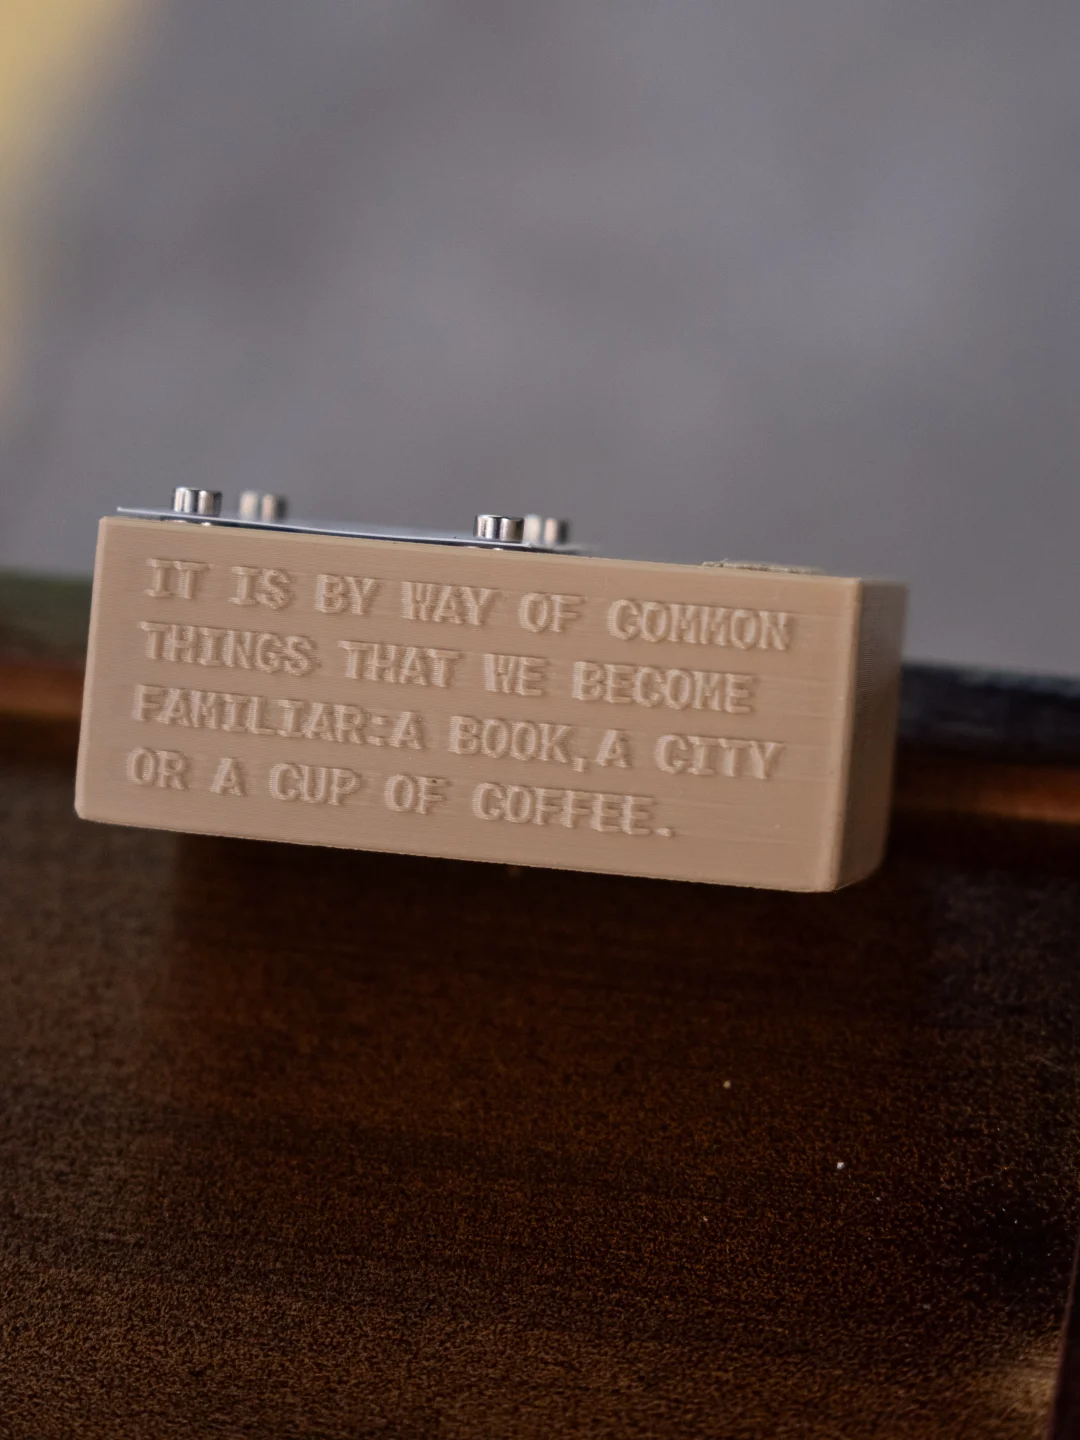 IT IS BY WAY OF COMMON
THINGS THAT WE BECOME
FAMILIAR:A BOOK,A CITY
OR A CUP OF COFFEE.